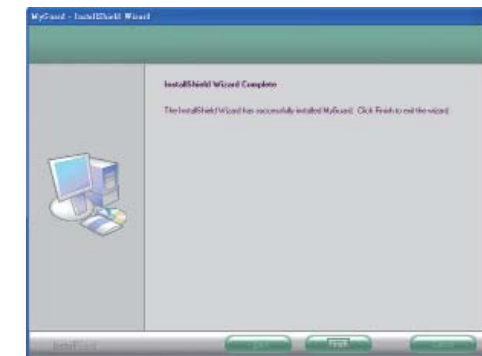 MyGuard - InstallShield Wizard
InstallShield Wizard Complete
The InstallShield Wizard has successfully installed MyGuard. Click Finish to exit the wizard.
InstallShield
Finish